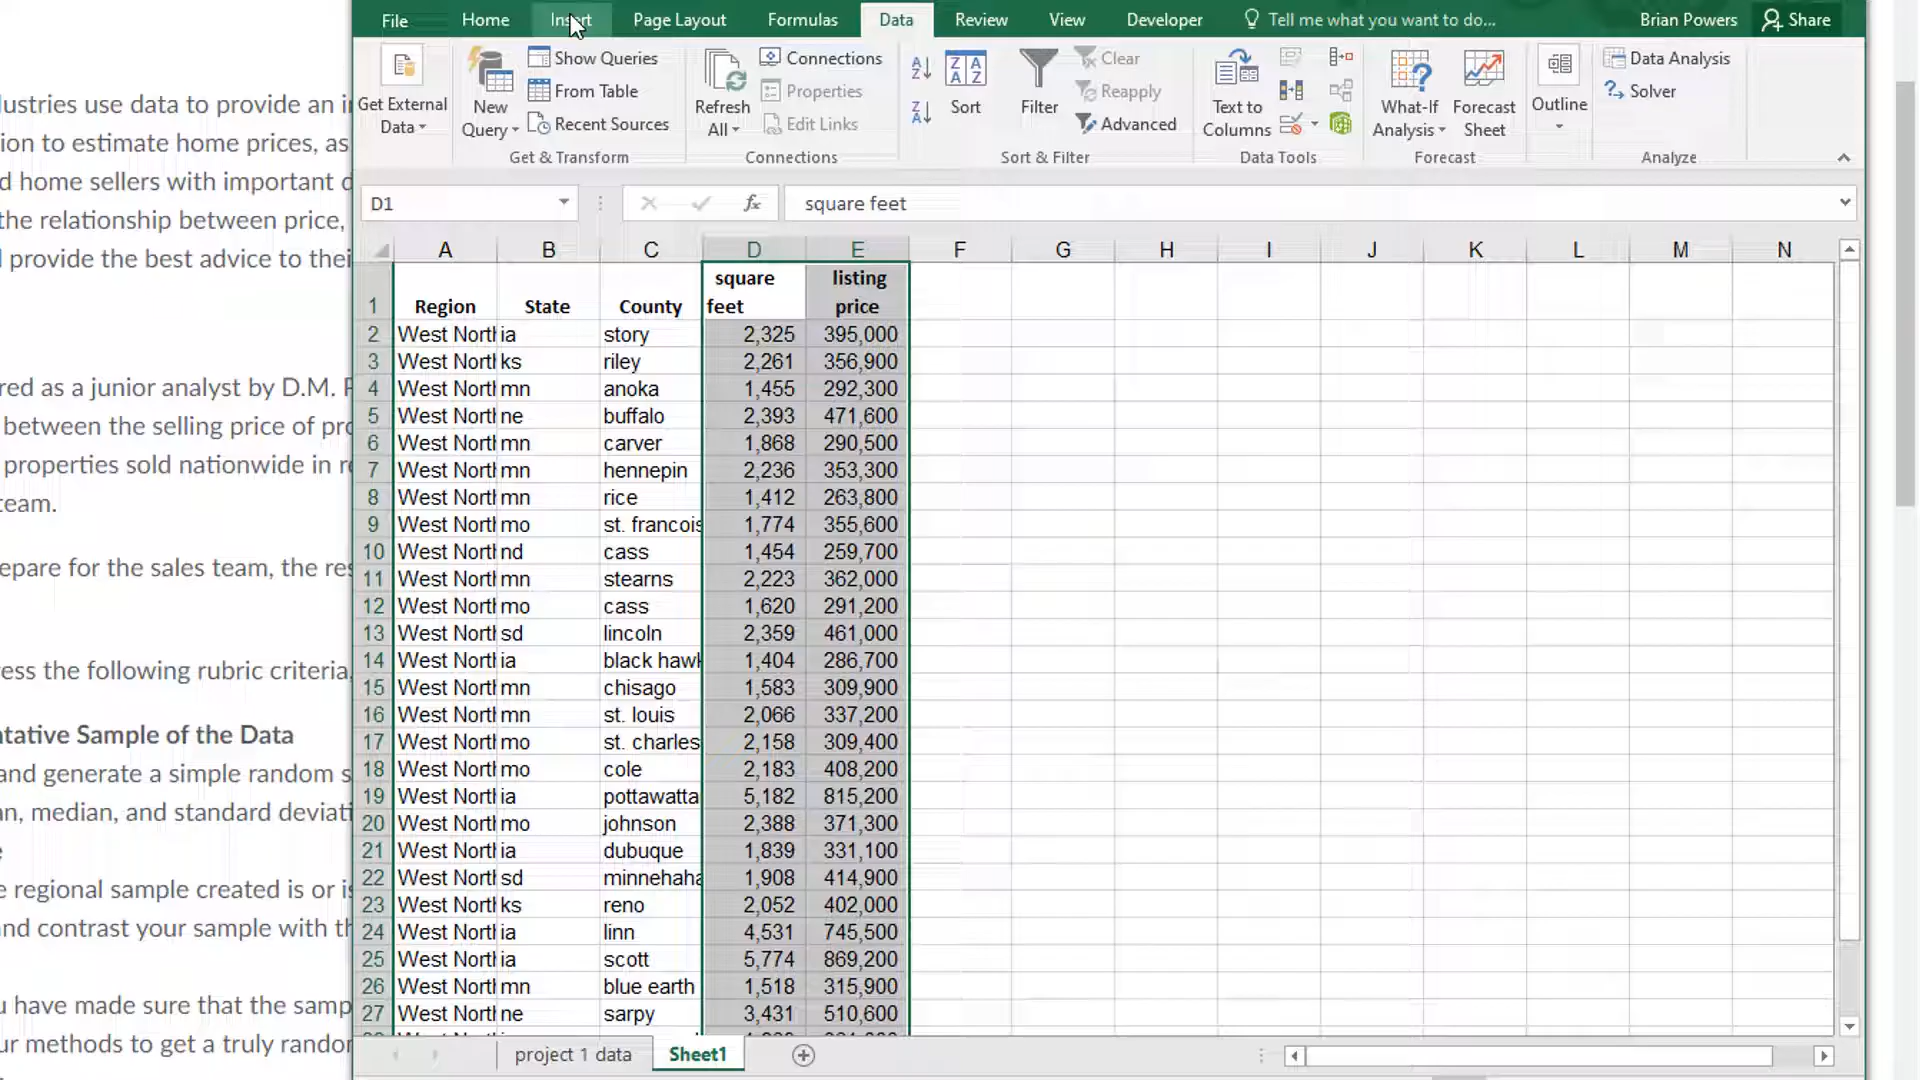 File Home Insert Page Layout Formulas Data Review View Developer Tell me what you want to do... Brian Powers Share
Get External Data
New Query
Show Queries
From Table
Recent Sources
Get & Transform
Refresh All
Connections
Properties
Edit Links
Connections
Sort
Filter
Clear
Reapply
Advanced
Sort & Filter
Text to Columns
Data Tools
What-If Analysis
Forecast Sheet
Forecast
Outline
Data Analysis
Solver
Analyze
D1 fx square feet
A B C D E F G H I J K L M N
1 Region State County square feet listing price
2 West North ia story 2,325 395,000
3 West North ks riley 2,261 356,900
4 West North mn anoka 1,455 292,300
5 West North ne buffalo 2,393 471,600
6 West North mn carver 1,868 290,500
7 West North mn hennepin 2,236 353,300
8 West North mn rice 1,412 263,800
9 West North mo st. francois 1,774 355,600
10 West North nd cass 1,454 259,700
11 West North mn stearns 2,223 362,000
12 West North mo cass 1,620 291,200
13 West North sd lincoln 2,359 461,000
14 West North ia black hawk 1,404 286,700
15 West North mn chisago 1,583 309,900
16 West North mn st. louis 2,066 337,200
17 West North mo st. charles 2,158 309,400
18 West North mo cole 2,183 408,200
19 West North ia pottawatta 5,182 815,200
20 West North mo johnson 2,388 371,300
21 West North ia dubuque 1,839 331,100
22 West North sd minnehaha 1,908 414,900
23 West North ks reno 2,052 402,000
24 West North ia linn 4,531 745,500
25 West North ia scott 5,774 869,200
26 West North mn blue earth 1,518 315,900
27 West North ne sarpy 3,431 510,600
project 1 data Sheet1
lustries use data to provide an
ion to estimate home prices, as
d home sellers with important
the relationship between price,
provide the best advice to thei
red as a junior analyst by D.M.
between the selling price of pro
properties sold nationwide in
team.
epare for the sales team, the res
ess the following rubric criteria,
tative Sample of the Data
and generate a simple random s
an, median, and standard deviati
e regional sample created is or
and contrast your sample with th
u have made sure that the samp
ur methods to get a truly random